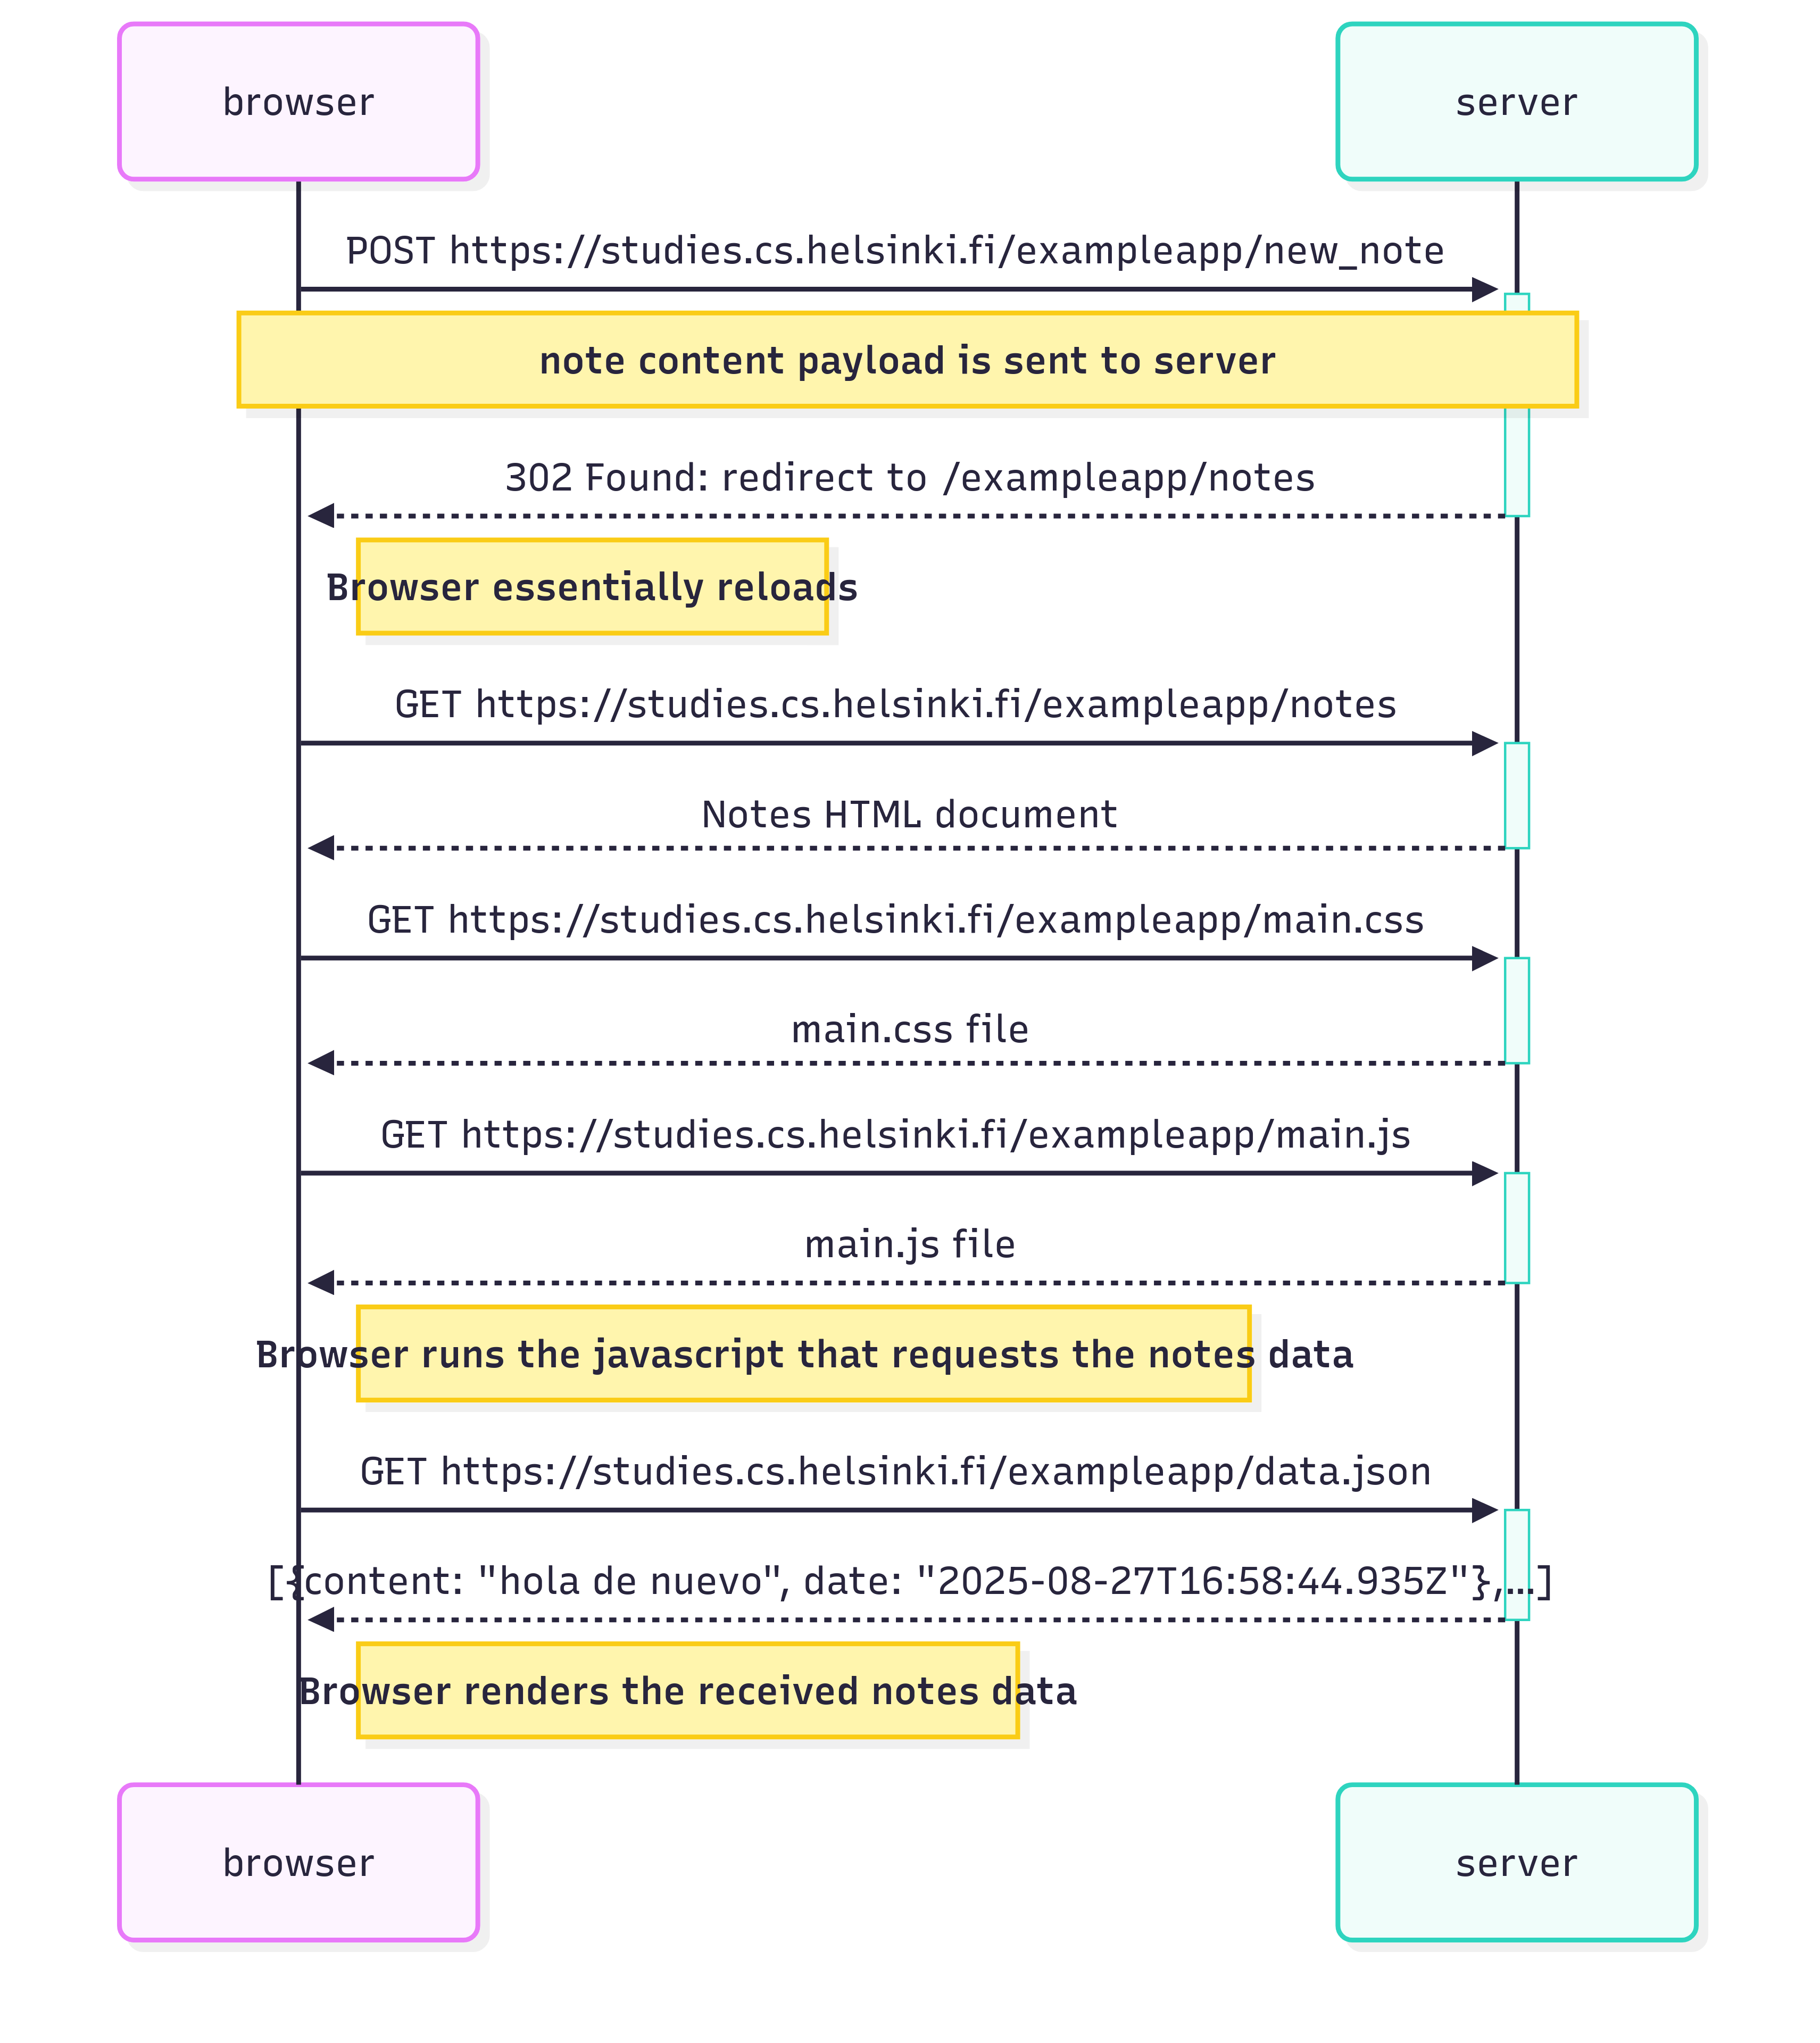 browser
server
POST https://studies.cs.helsinki.fi/exampleapp/new_note
note content payload is sent to server
302 Found: redirect to /exampleapp/notes
Browser essentially reloads
GET https://studies.cs.helsinki.fi/exampleapp/notes
Notes HTML document
GET https://studies.cs.helsinki.fi/exampleapp/main.css
main.css file
GET https://studies.cs.helsinki.fi/exampleapp/main.js
main.js file
Browser runs the javascript that requests the notes data
GET https://studies.cs.helsinki.fi/exampleapp/data.json
[{content: "hola de nuevo", date: "2025-08-27T16:58:44.935Z"},...]
Browser renders the received notes data
browser
server